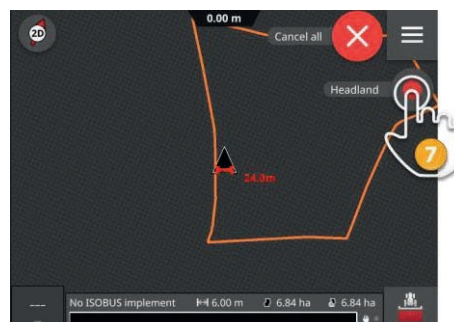 0.00 m
2D
Cancel all
Headland
7
24.0m
---
No ISOBUS implement 6.00 m 6.84 ha 6.84 ha